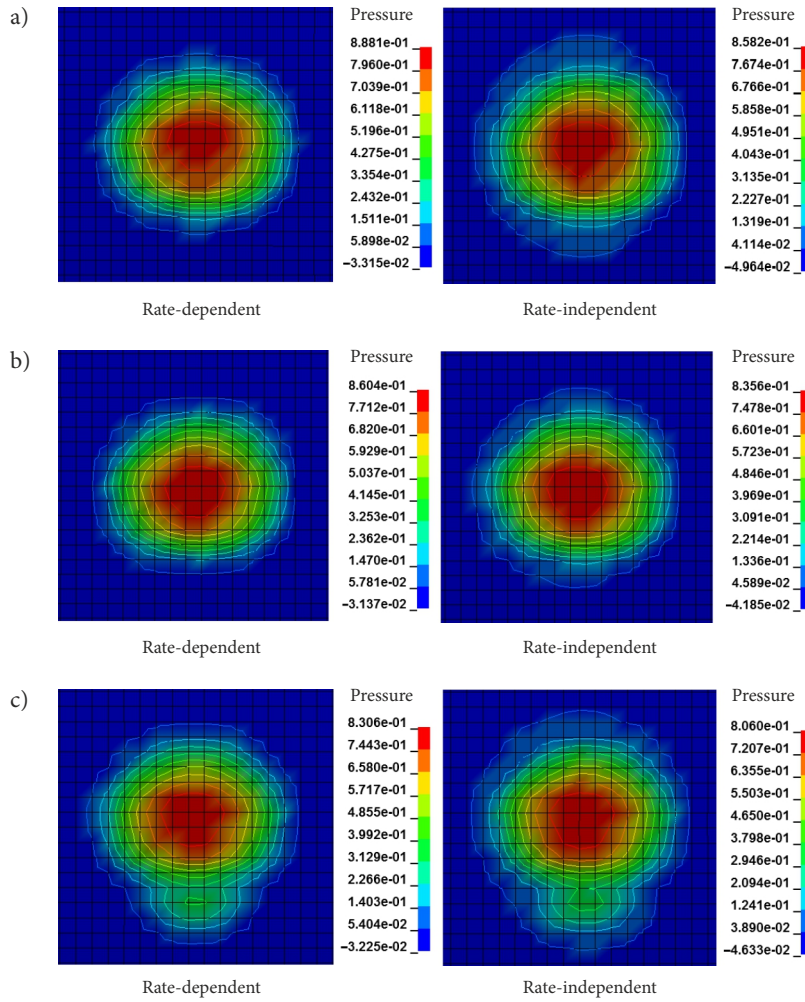 a)
Pressure
8.881e−01
7.960e−01
7.039e−01
6.118e−01
5.196e−01
4.275e−01
3.354e−01
2.432e−01
1.511e−01
5.898e−02
−3.315e−02
Rate-dependent
Pressure
8.582e−01
7.674e−01
6.766e−01
5.858e−01
4.951e−01
4.043e−01
3.135e−01
2.227e−01
1.319e−01
4.114e−02
−4.964e−02
Rate-independent
b)
Pressure
8.604e−01
7.712e−01
6.820e−01
5.929e−01
5.037e−01
4.145e−01
3.253e−01
2.362e−01
1.470e−01
5.781e−02
−3.137e−02
Rate-dependent
Pressure
8.356e−01
7.478e−01
6.601e−01
5.723e−01
4.846e−01
3.969e−01
3.091e−01
2.214e−01
1.336e−01
4.589e−02
−4.185e−02
Rate-independent
c)
Pressure
8.306e−01
7.443e−01
6.580e−01
5.717e−01
4.855e−01
3.992e−01
3.129e−01
2.266e−01
1.403e−01
5.404e−02
−3.225e−02
Rate-dependent
Pressure
8.060e−01
7.207e−01
6.355e−01
5.503e−01
4.650e−01
3.798e−01
2.946e−01
2.094e−01
1.241e−01
3.890e−02
−4.633e−02
Rate-independent